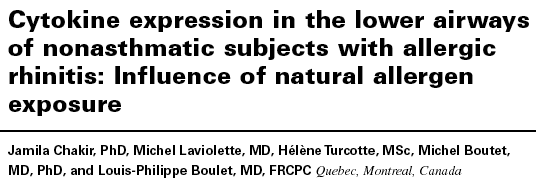 Cytokine expression in the lower airways
of nonasthmatic subjects with allergic
rhinitis: Influence of natural allergen
exposure
Jamila Chakir, PhD, Michel Laviolette, MD, Hélène Turcotte, MSc, Michel Boutet,
MD, PhD, and Louis-Philippe Boulet, MD, FRCPC Quebec, Montreal, Canada